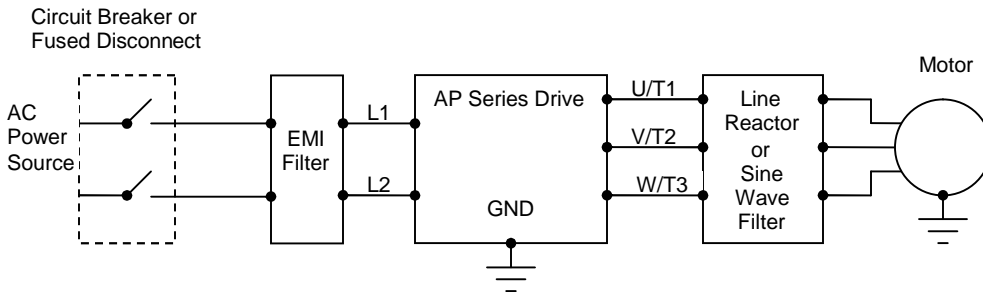 Circuit Breaker or
Fused Disconnect
AC
Power
Source
EMI
Filter
L1
L2
AP Series Drive
GND
U/T1
V/T2
W/T3
Line
Reactor
or
Sine
Wave
Filter
Motor